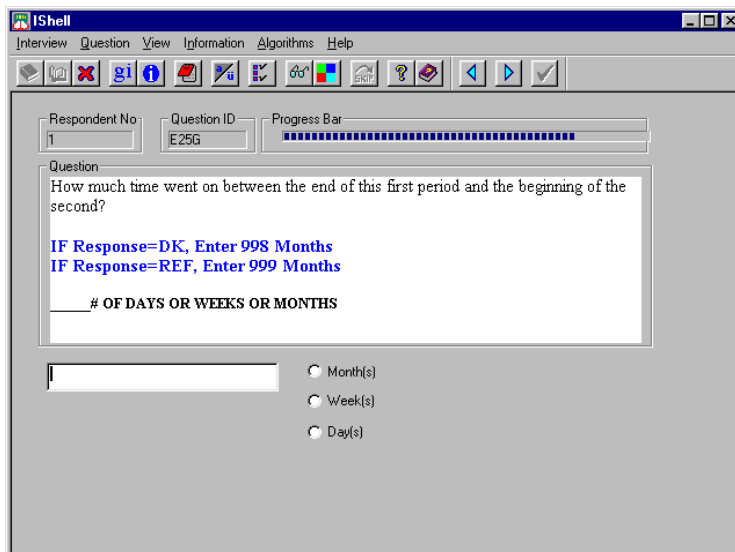 IShell
Interview Question View Information Algorithms Help
gi i a/ü SKIP ?
Respondent No Question ID Progress Bar
1 E25G
Question
How much time went on between the end of this first period and the beginning of the
second?
IF Response=DK, Enter 998 Months
IF Response=REF, Enter 999 Months
_____# OF DAYS OR WEEKS OR MONTHS
Month(s)
Week(s)
Day(s)